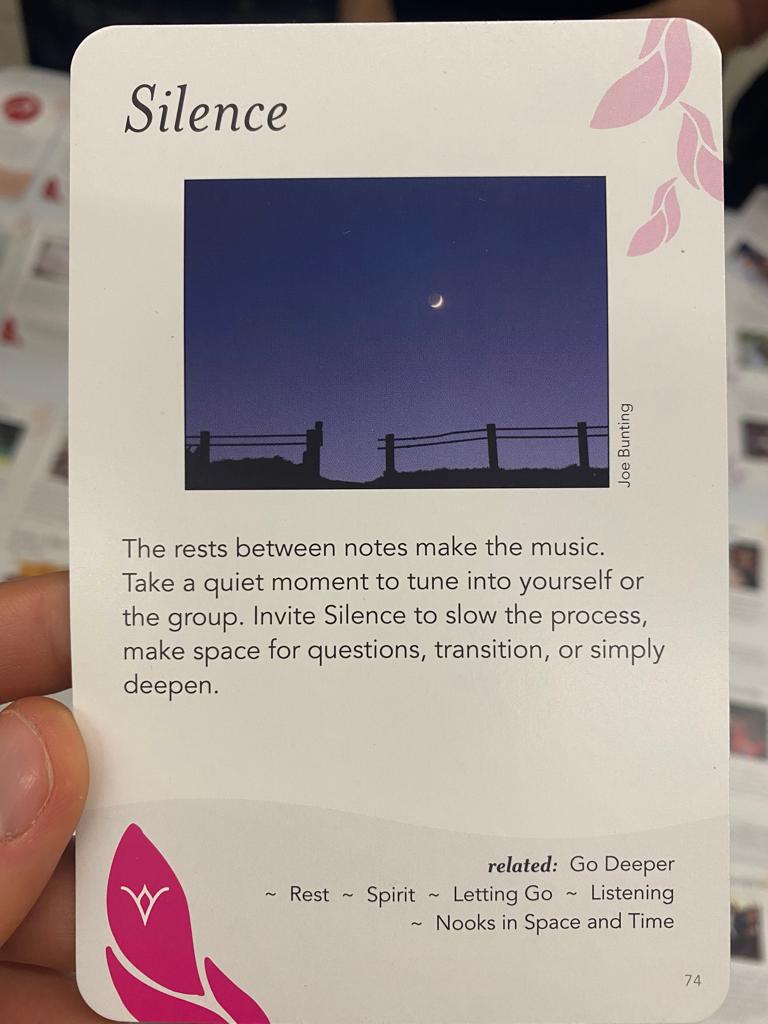 Silence
Joe Bunting
The rests between notes make the music.
Take a quiet moment to tune into yourself or
the group. Invite Silence to slow the process,
make space for questions, transition, or simply
deepen.
related: Go Deeper
~ Rest ~ Spirit ~ Letting Go ~ Listening
~ Nooks in Space and Time
74